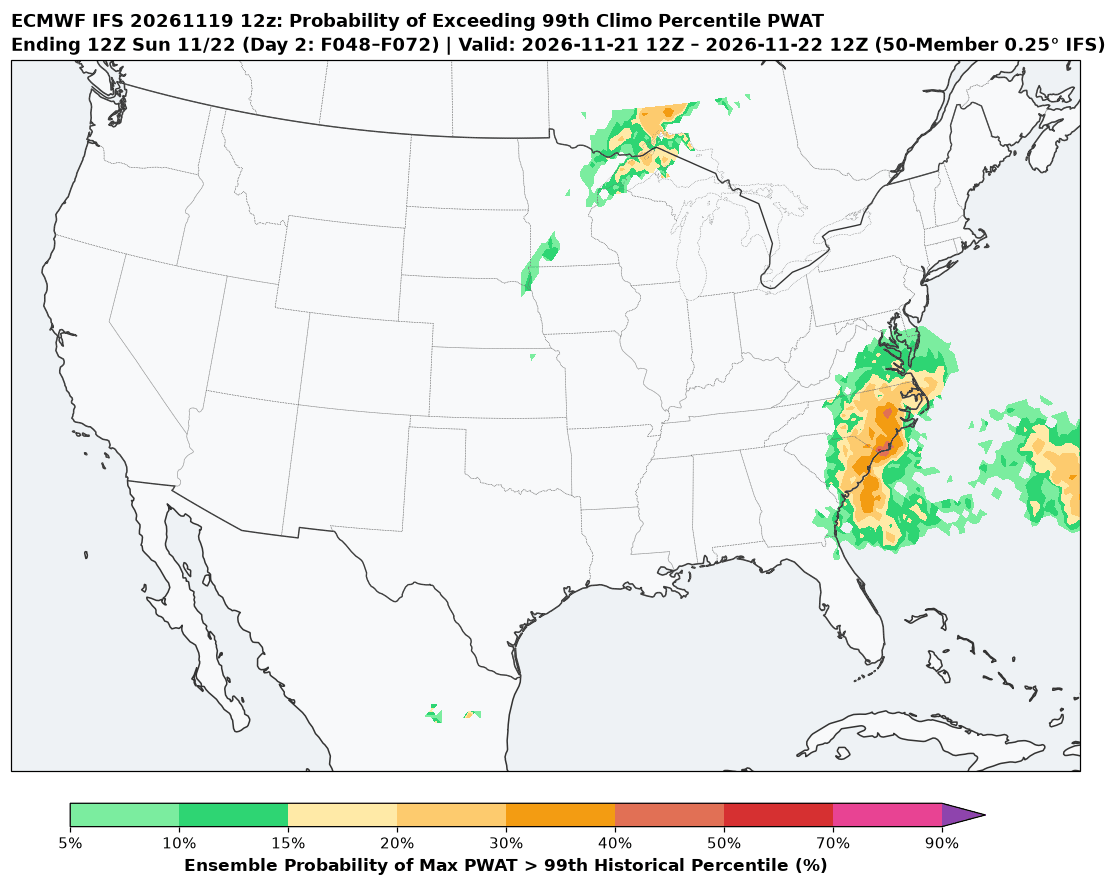 ECMWF IFS 20261119 12z: Probability of Exceeding 99th Climo Percentile PWAT
Ending 12Z Sun 11/22 (Day 2: F048–F072) | Valid: 2026-11-21 12Z – 2026-11-22 12Z (50-Member 0.25° IFS)
5% 10% 15% 20% 30% 40% 50% 70% 90%
Ensemble Probability of Max PWAT > 99th Historical Percentile (%)